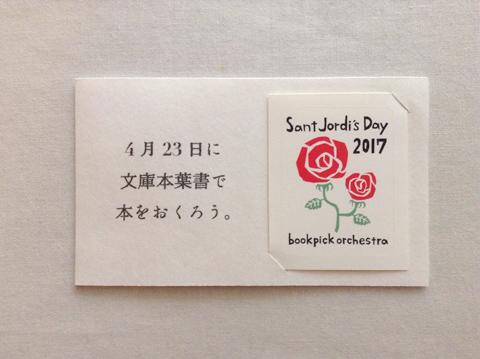 4月23日に
文庫本葉書で
本をおくろう。
Sant Jordi's Day
2017
bookpick orchestra